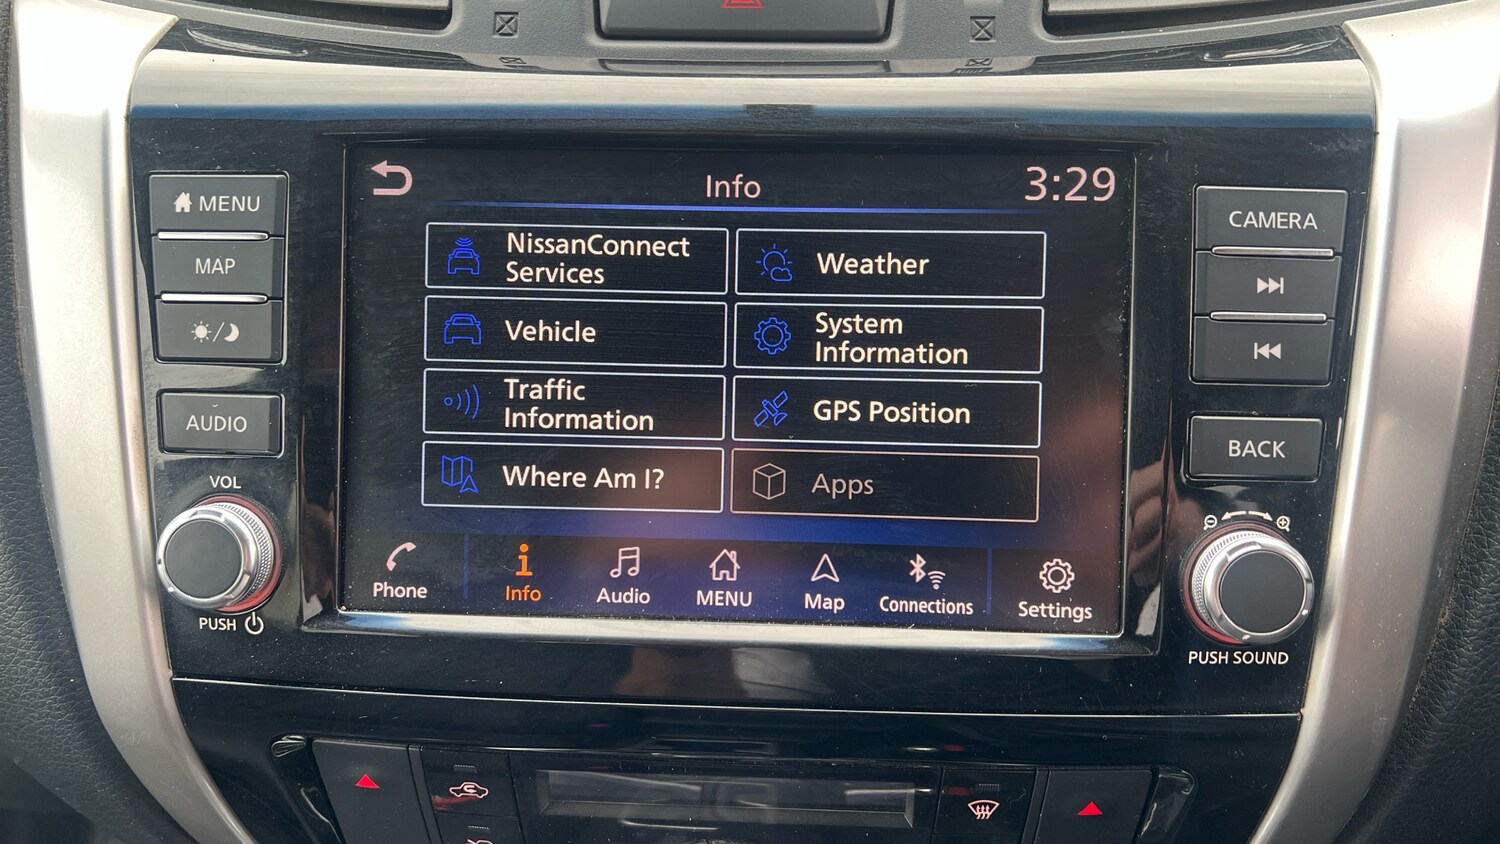 Info
3:29
NissanConnect
Services
Weather
Vehicle
System
Information
Traffic
Information
GPS Position
Where Am I?
Apps
Phone
Info
Audio
MENU
Map
Connections
Settings
MENU
MAP
AUDIO
VOL
PUSH
CAMERA
BACK
PUSH SOUND